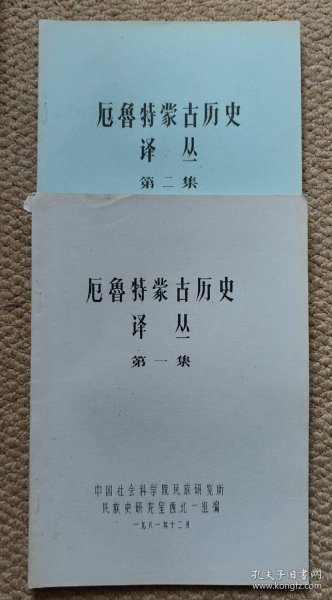 厄鲁特蒙古历史
译丛
第二集
厄鲁特蒙古历史
译丛
第一集
中国社会科学院民族研究所
民族史研究室西北一组编
一九八一年十二月
孔夫子旧书网